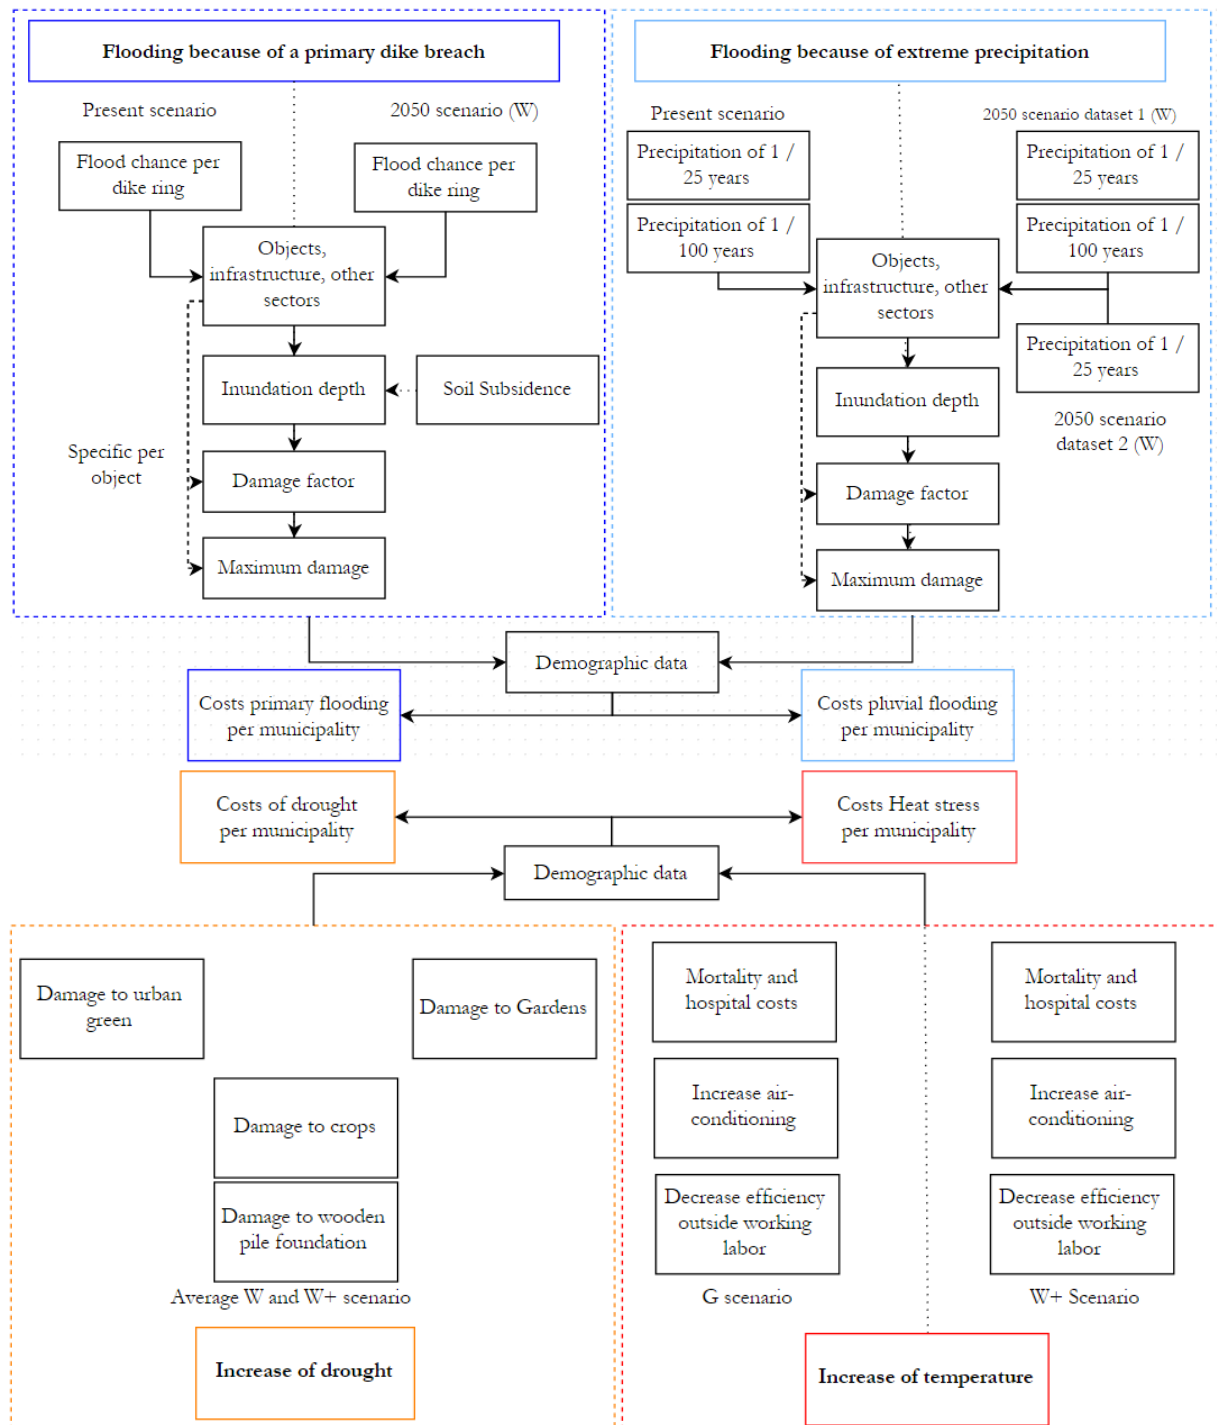 Flooding because of a primary dike breach
Present scenario
2050 scenario (W)
Flood chance per
dike ring
Flood chance per
dike ring
Objects,
infrastructure, other
sectors
Inundation depth
Soil Subsidence
Specific per
object
Damage factor
Maximum damage
Flooding because of extreme precipitation
Present scenario
2050 scenario dataset 1 (W)
Precipitation of 1 /
25 years
Precipitation of 1 /
25 years
Precipitation of 1 /
100 years
Precipitation of 1 /
100 years
Objects,
infrastructure, other
sectors
Precipitation of 1 /
25 years
2050 scenario
dataset 2 (W)
Inundation depth
Damage factor
Maximum damage
Demographic data
Costs primary flooding
per municipality
Costs pluvial flooding
per municipality
Costs of drought
per municipality
Costs Heat stress
per municipality
Demographic data
Damage to urban
green
Damage to Gardens
Damage to crops
Damage to wooden
pile foundation
Average W and W+ scenario
Increase of drought
Mortality and
hospital costs
Mortality and
hospital costs
Increase air-
conditioning
Increase air-
conditioning
Decrease efficiency
outside working
labor
Decrease efficiency
outside working
labor
G scenario
W+ Scenario
Increase of temperature